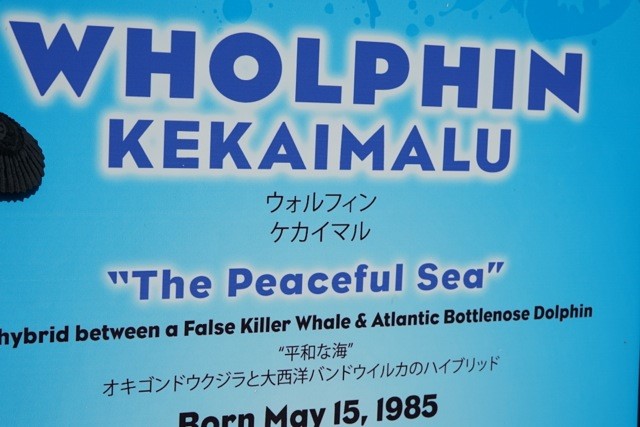 WHOLPHIN
KEKAIMALU
ウォルフィン
ケカイマル
"The Peaceful Sea"
hybrid between a False Killer Whale & Atlantic Bottlenose Dolphin
"平和な海"
オキゴンドウクジラと大西洋バンドウイルカのハイブリッド
Born May 15, 1985